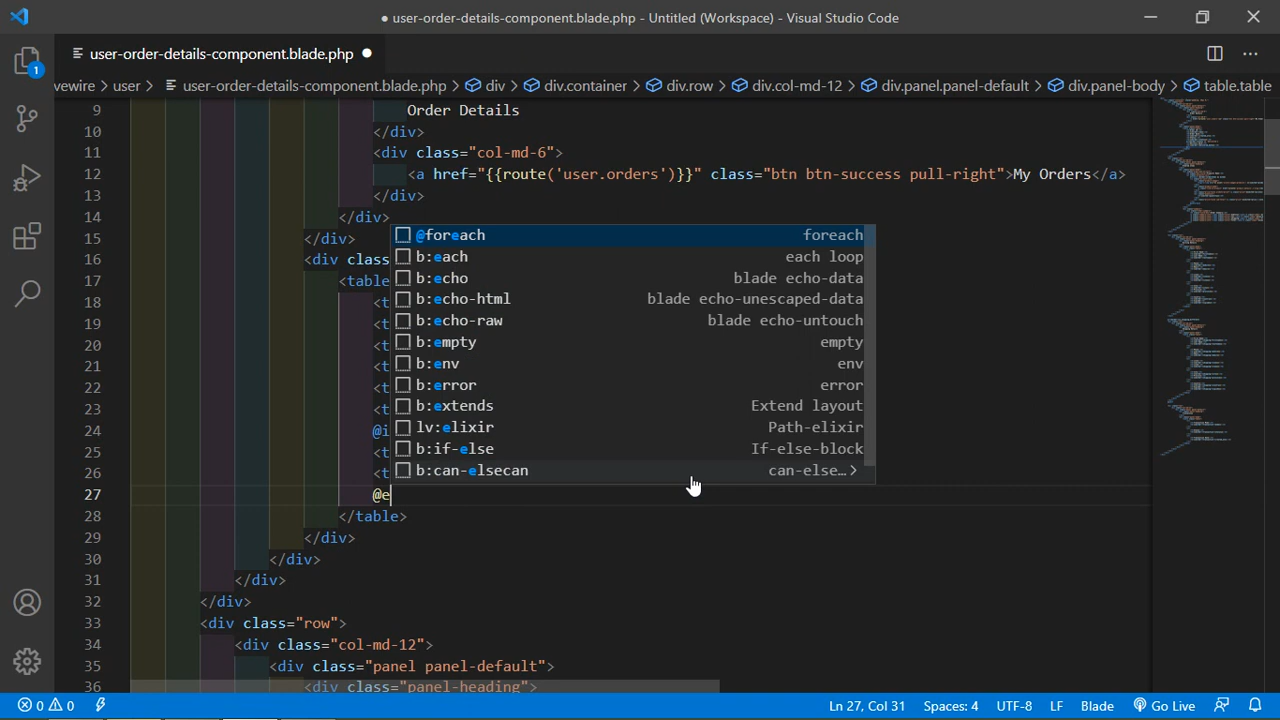 ● user-order-details-component.blade.php - Untitled (Workspace) - Visual Studio Code
user-order-details-component.blade.php ●
vewire > user > user-order-details-component.blade.php > div > div.container > div.row > div.col-md-12 > div.panel.panel-default > div.panel-body > table.table
1
9 Order Details
10 </div>
11 <div class="col-md-6">
12 <a href="{{route('user.orders')}}" class="btn btn-success pull-right">My Orders</a>
13 </div>
14 </div>
15 </div>
16 <div clas
17 <table
18 <t
19 <t
20 <t
21 <t
22 <t
23 <t
24 @i
25 <t
26 <t
27 @e
@foreach foreach
b:each each loop
b:echo blade echo-data
b:echo-html blade echo-unescaped-data
b:echo-raw blade echo-untouch
b:empty empty
b:env env
b:error error
b:extends Extend layout
lv:elixir Path-elixir
b:if-else If-else-block
b:can-elsecan can-else… >
28 </table>
29 </div>
30 </div>
31 </div>
32 </div>
33 <div class="row">
34 <div class="col-md-12">
35 <div class="panel panel-default">
36 <div class="panel-heading">
0 0 Ln 27, Col 31 Spaces: 4 UTF-8 LF Blade Go Live